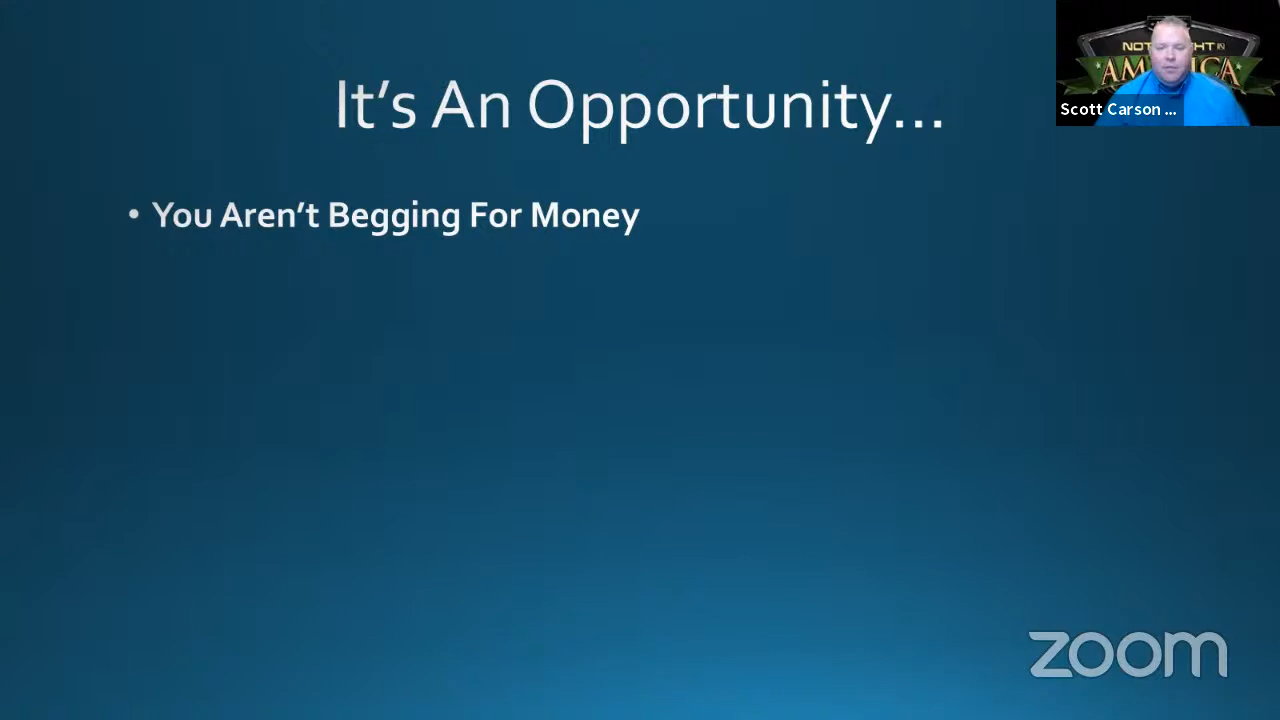 It's An Opportunity...
• You Aren't Begging For Money
Scott Carson ...
zoom